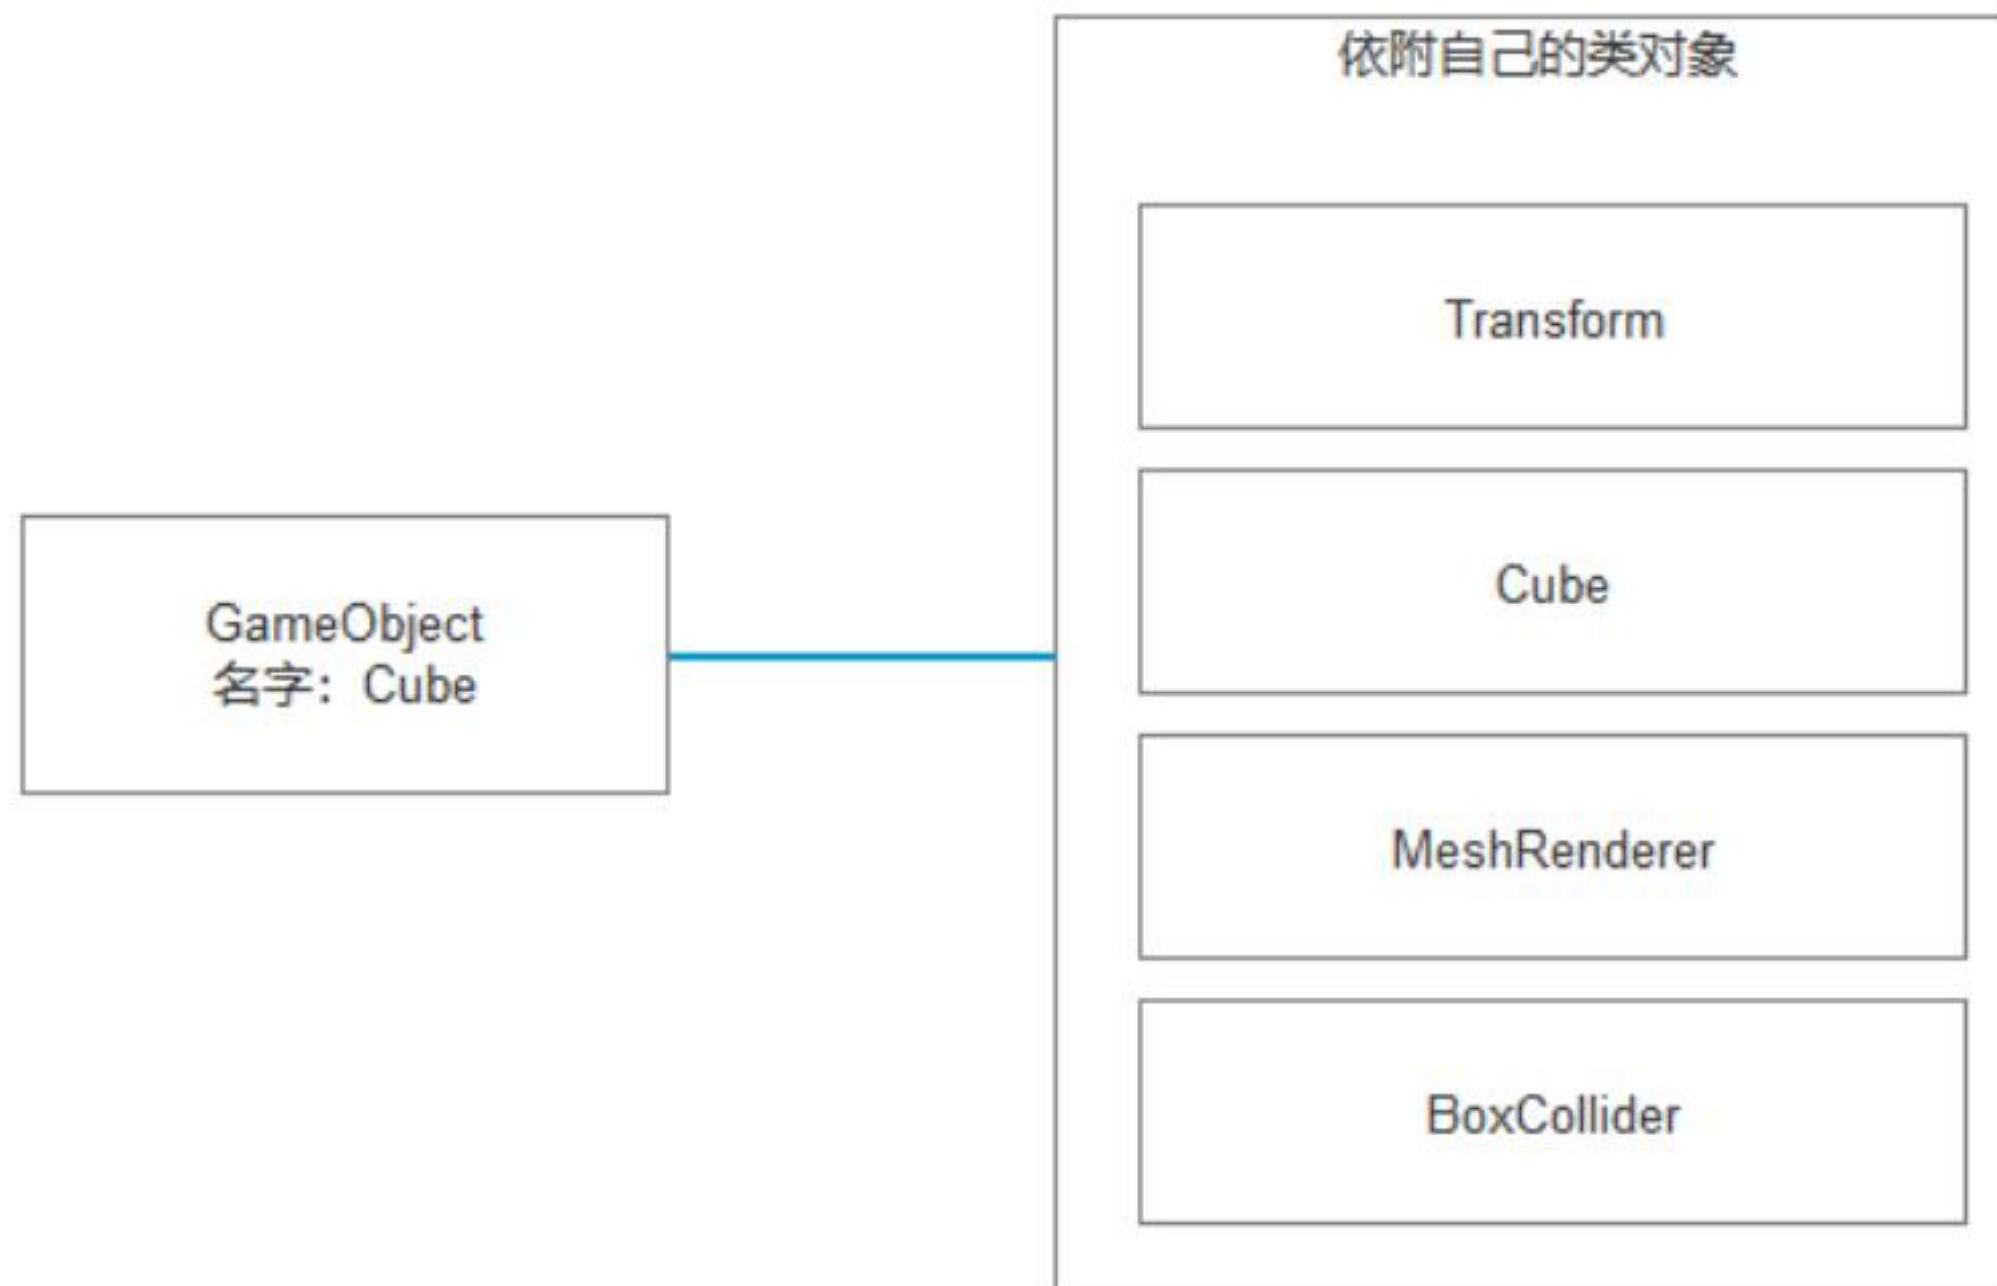 依附自己的类对象
Transform
Cube
GameObject
名字：Cube
MeshRenderer
BoxCollider